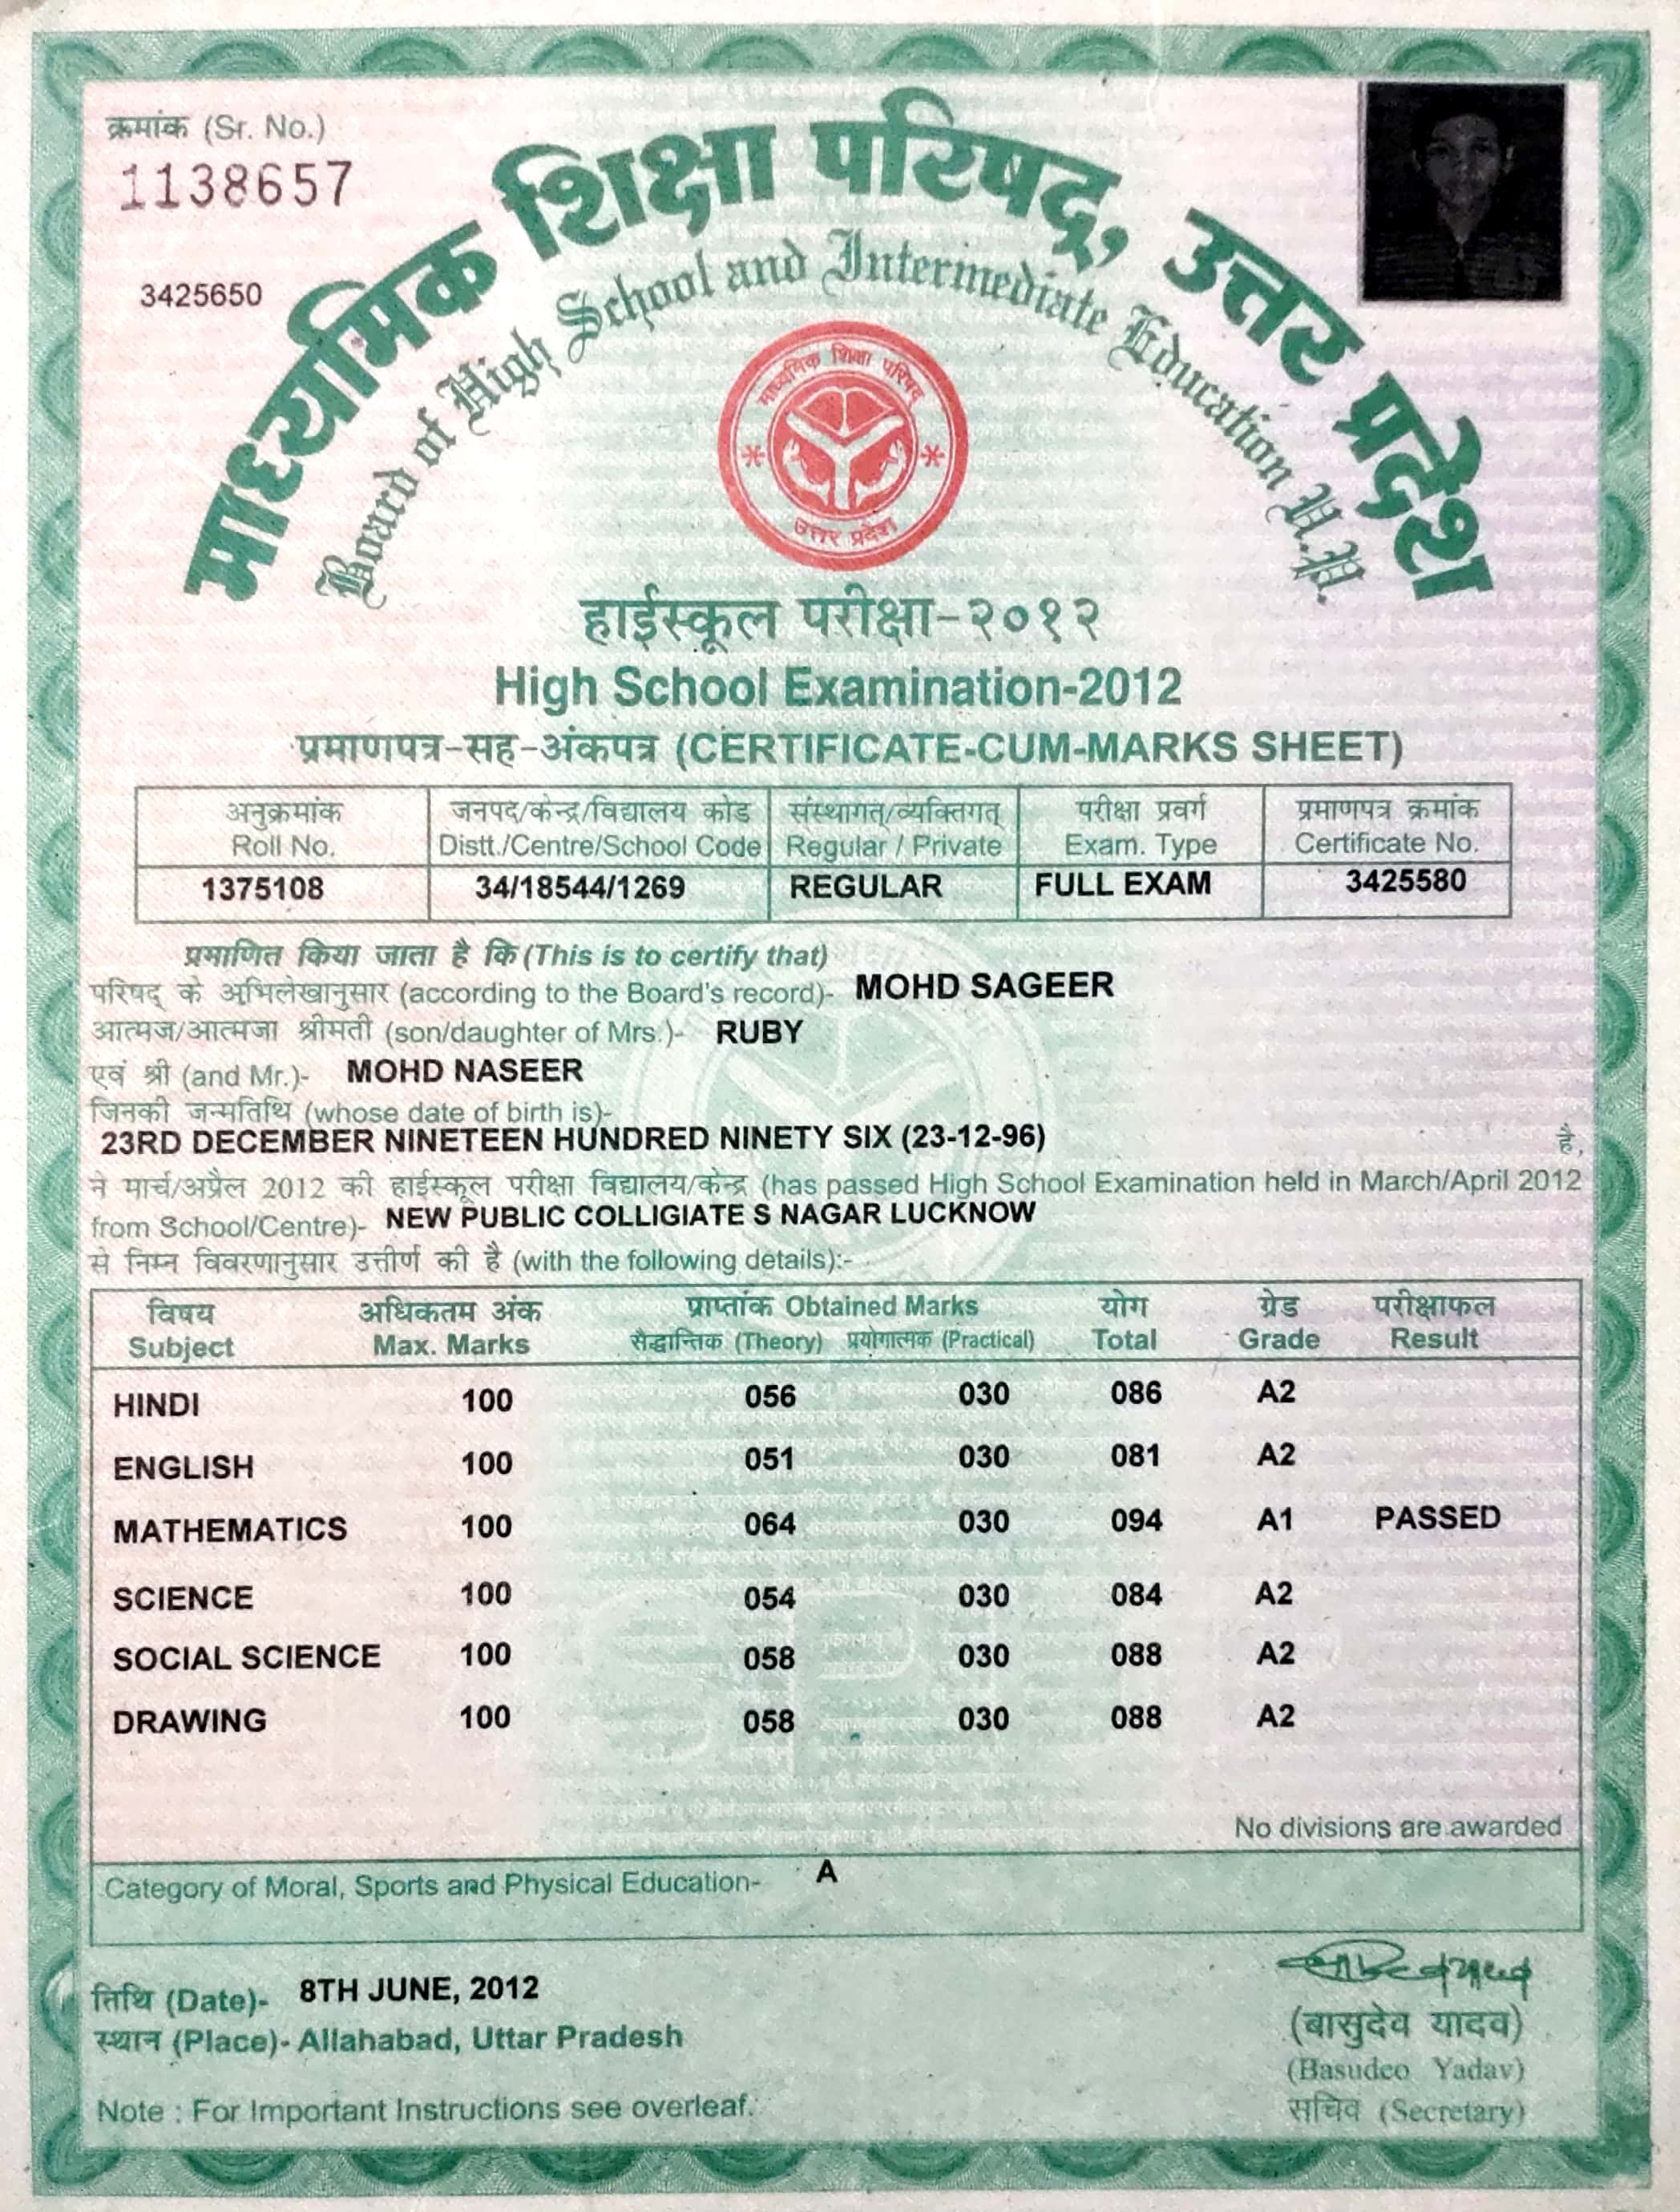 क्रमांक (Sr. No.)
1138657
3425650
माध्यमिक शिक्षा परिषद्, उत्तर प्रदेश
Board of High School and Intermediate Education U.P.
माध्यमिक शिक्षा परिषद्
उत्तर प्रदेश
हाईस्कूल परीक्षा-२०१२
High School Examination-2012
प्रमाणपत्र-सह-अंकपत्र (CERTIFICATE-CUM-MARKS SHEET)
अनुक्रमांक जनपद/केन्द्र/विद्यालय कोड संस्थागत्/व्यक्तिगत् परीक्षा प्रवर्ग प्रमाणपत्र क्रमांक
Roll No. Distt./Centre/School Code Regular / Private Exam. Type Certificate No.
1375108 34/18544/1269 REGULAR FULL EXAM 3425580
प्रमाणित किया जाता है कि (This is to certify that)
परिषद् के अभिलेखानुसार (according to the Board's record)- MOHD SAGEER
आत्मज/आत्मजा श्रीमती (son/daughter of Mrs.)- RUBY
एवं श्री (and Mr.)- MOHD NASEER
जिनकी जन्मतिथि (whose date of birth is)-
23RD DECEMBER NINETEEN HUNDRED NINETY SIX (23-12-96) है,
ने मार्च/अप्रैल 2012 की हाईस्कूल परीक्षा विद्यालय/केन्द्र (has passed High School Examination held in March/April 2012
from School/Centre)- NEW PUBLIC COLLIGIATE S NAGAR LUCKNOW
से निम्न विवरणानुसार उत्तीर्ण की है (with the following details):-
विषय अधिकतम अंक प्राप्तांक Obtained Marks योग ग्रेड परीक्षाफल
Subject Max. Marks सैद्धान्तिक (Theory) प्रयोगात्मक (Practical) Total Grade Result
HINDI 100 056 030 086 A2
ENGLISH 100 051 030 081 A2
MATHEMATICS 100 064 030 094 A1 PASSED
SCIENCE 100 054 030 084 A2
SOCIAL SCIENCE 100 058 030 088 A2
DRAWING 100 058 030 088 A2
No divisions are awarded
Category of Moral, Sports and Physical Education- A
तिथि (Date)- 8TH JUNE, 2012
स्थान (Place)- Allahabad, Uttar Pradesh
(बासुदेव यादव)
(Basudeo Yadav)
सचिव (Secretary)
Note : For Important Instructions see overleaf.